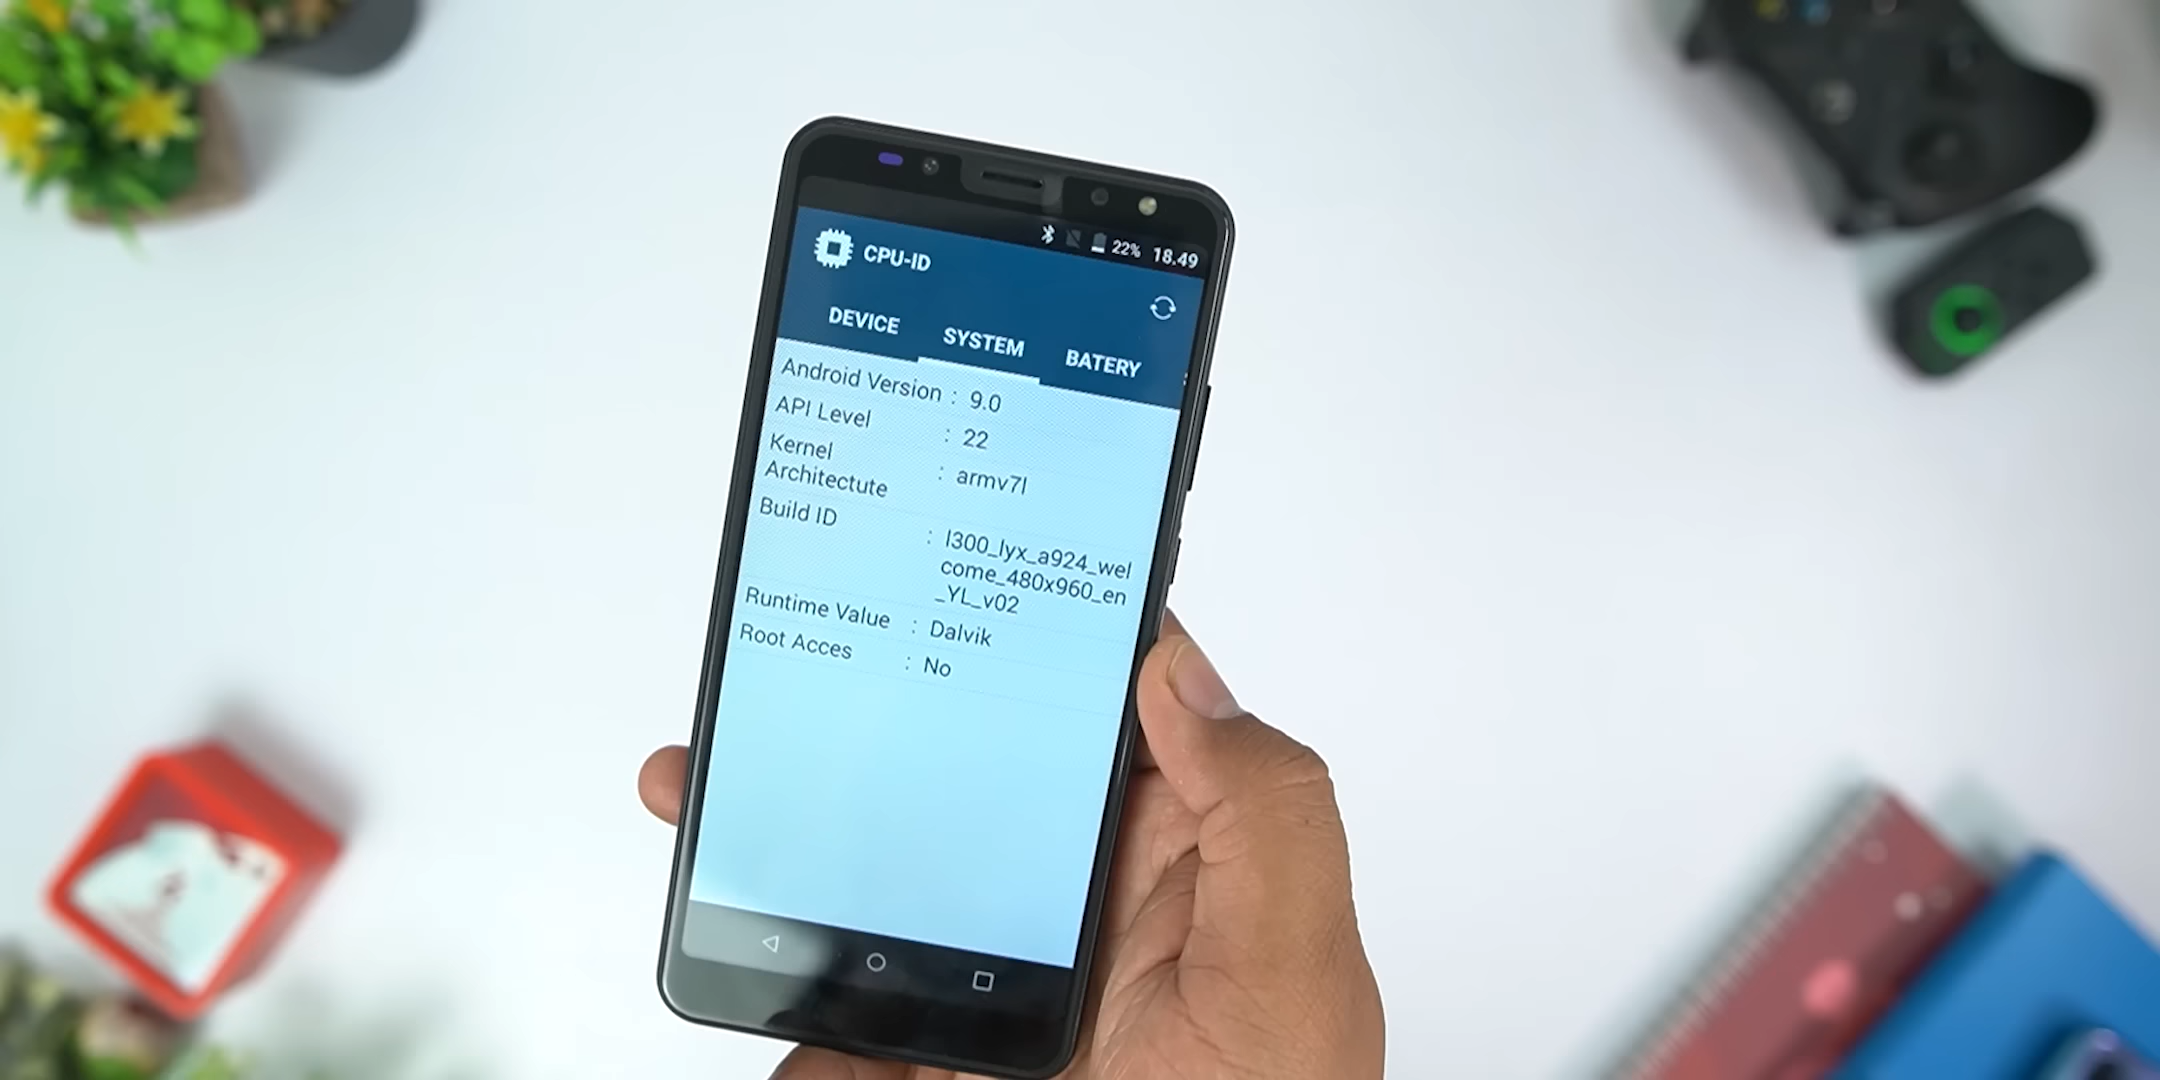 22% 18.49
CPU-ID
DEVICE SYSTEM BATERY
Android Version : 9.0
API Level : 22
Kernel
Architectute : armv7l
Build ID : l300_lyx_a924_wel
come_480x960_en
_YL_v02
Runtime Value : Dalvik
Root Acces : No